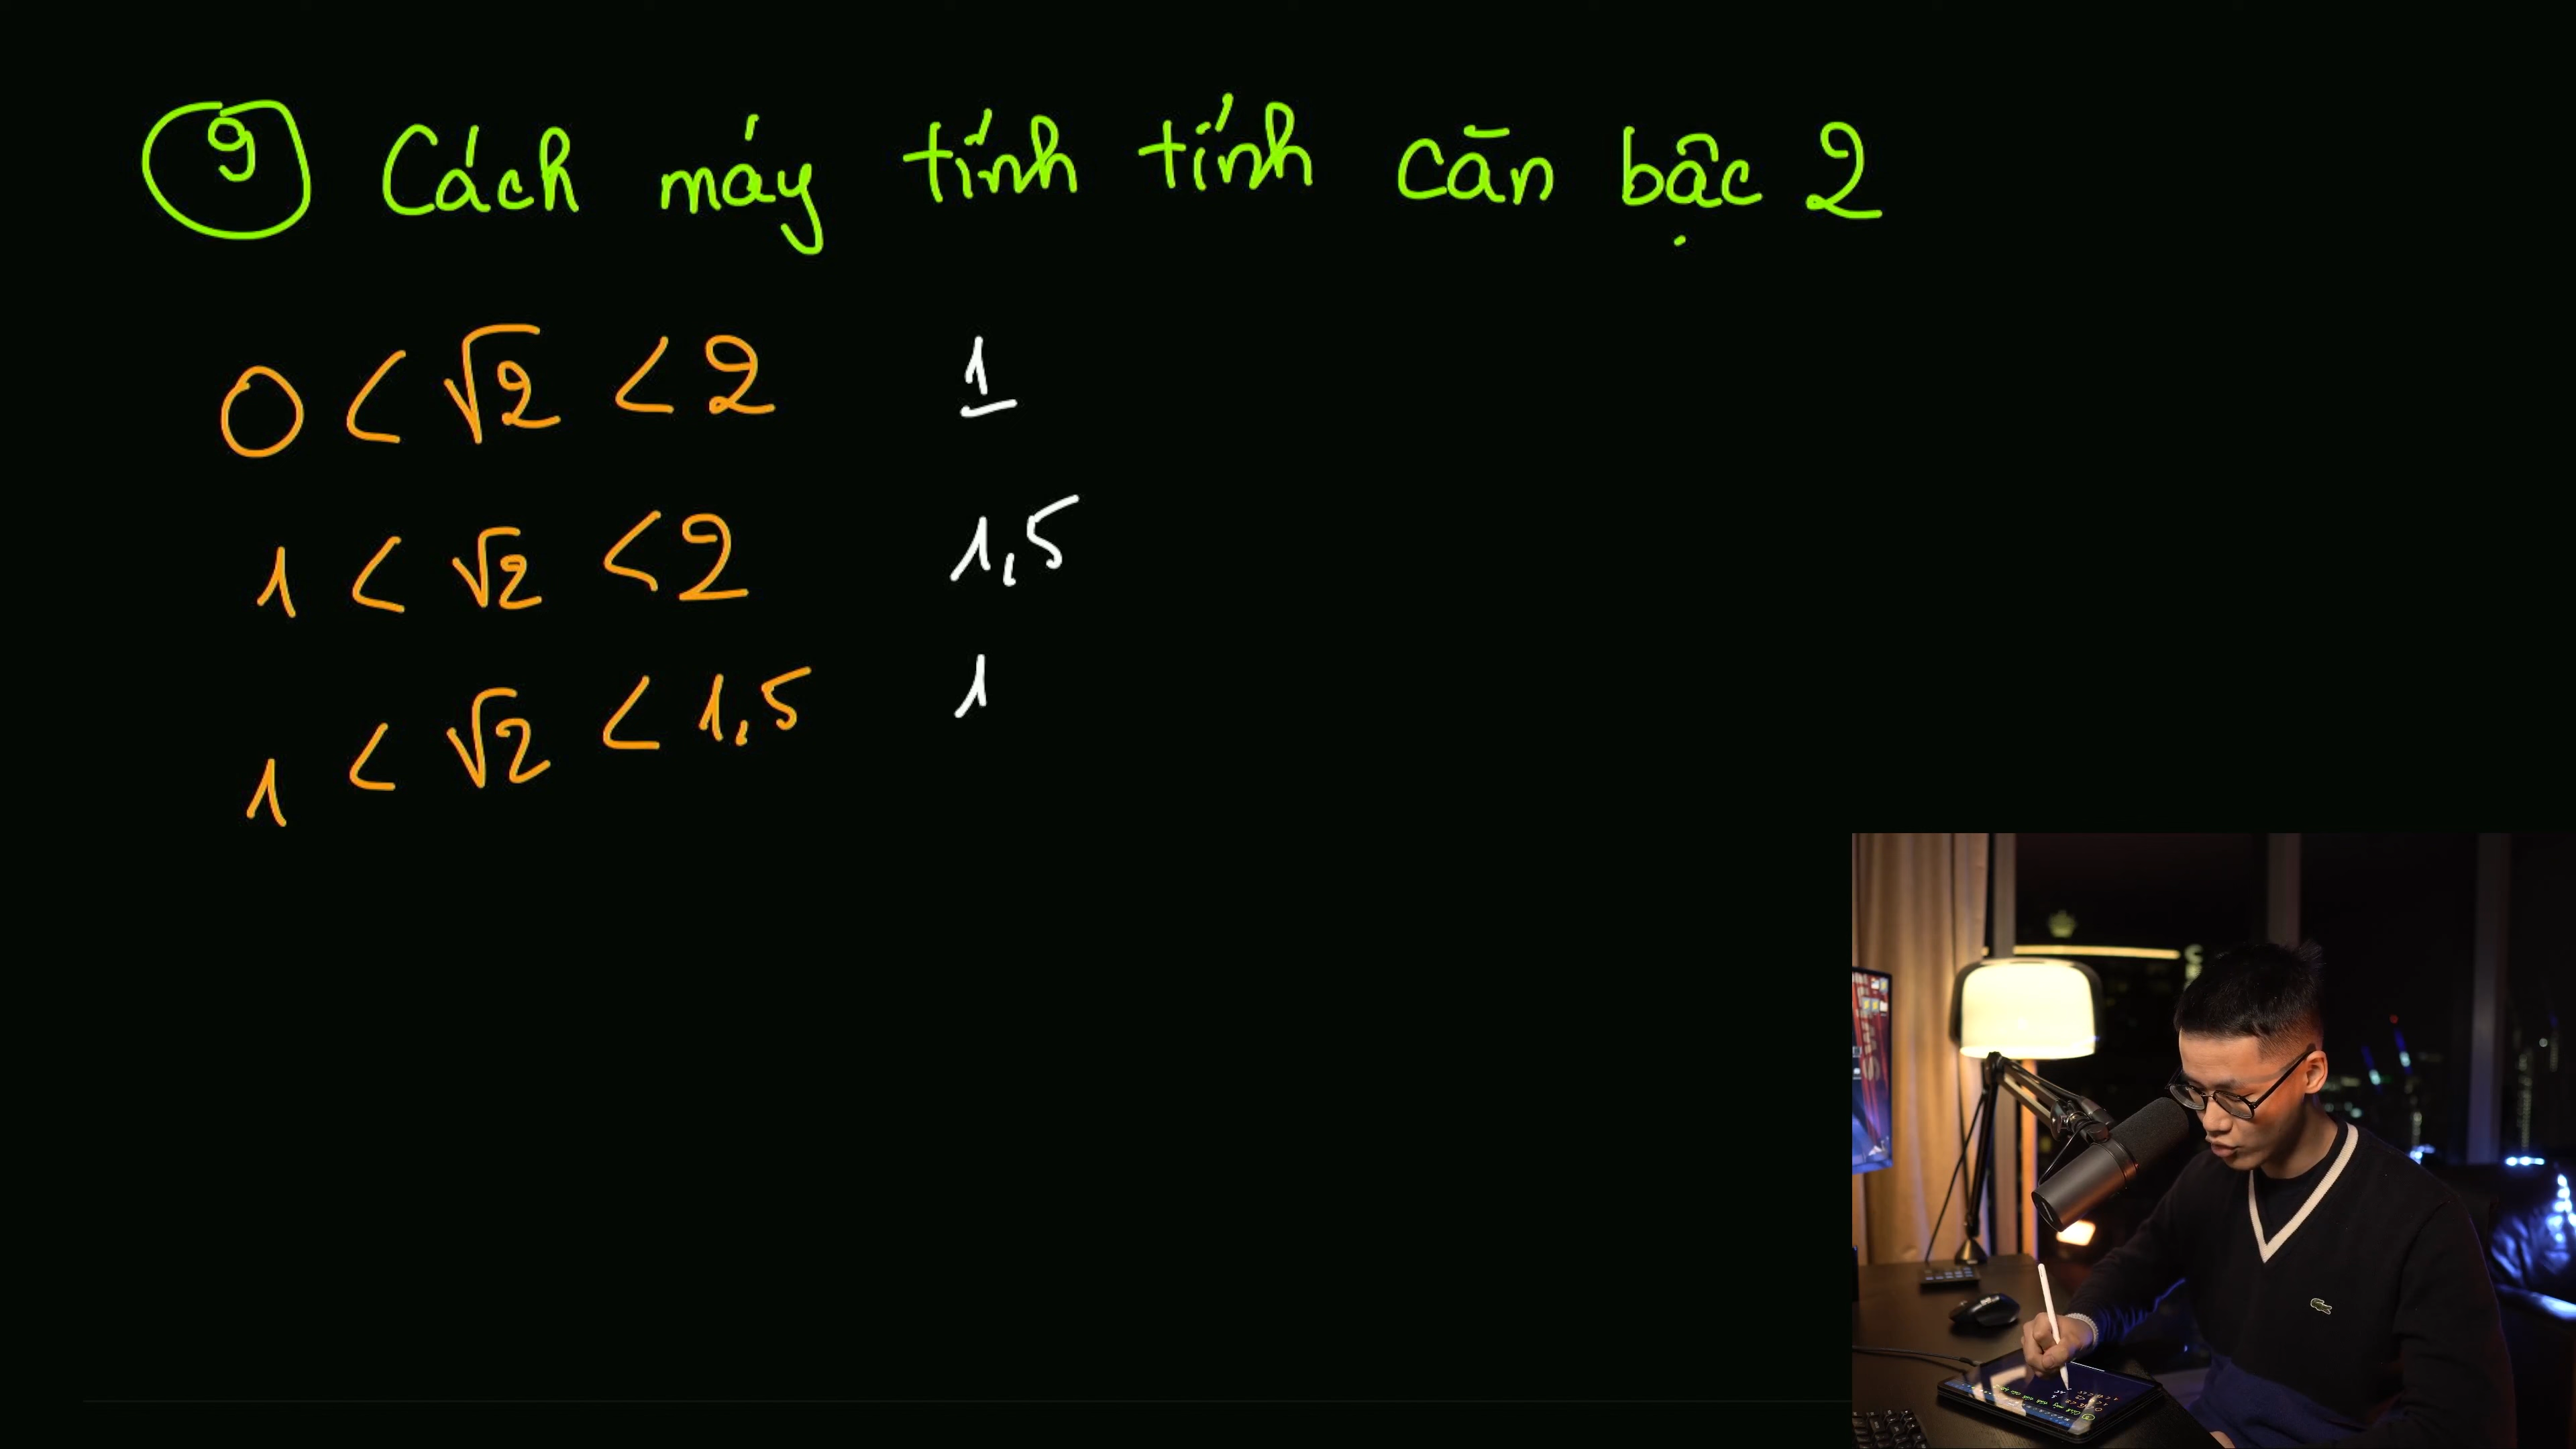 9 Cách máy tính tính căn bậc 2
0 < √2 < 2 1
1 < √2 < 2 1,5
1 < √2 < 1,5 1